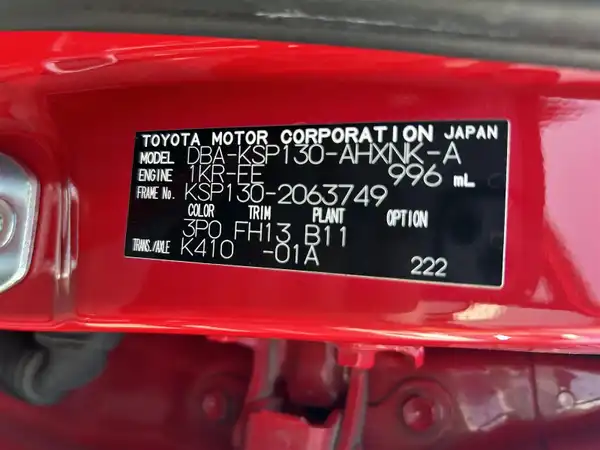 TOYOTA MOTOR CORPORATION JAPAN
MODEL DBA-KSP130-AHXNK-A
ENGINE 1KR-FE 996 mL
FRAME No. KSP130-2063749
COLOR TRIM PLANT OPTION
3P0 FH13 B11
TRANS./AXLE K410 -01A 222